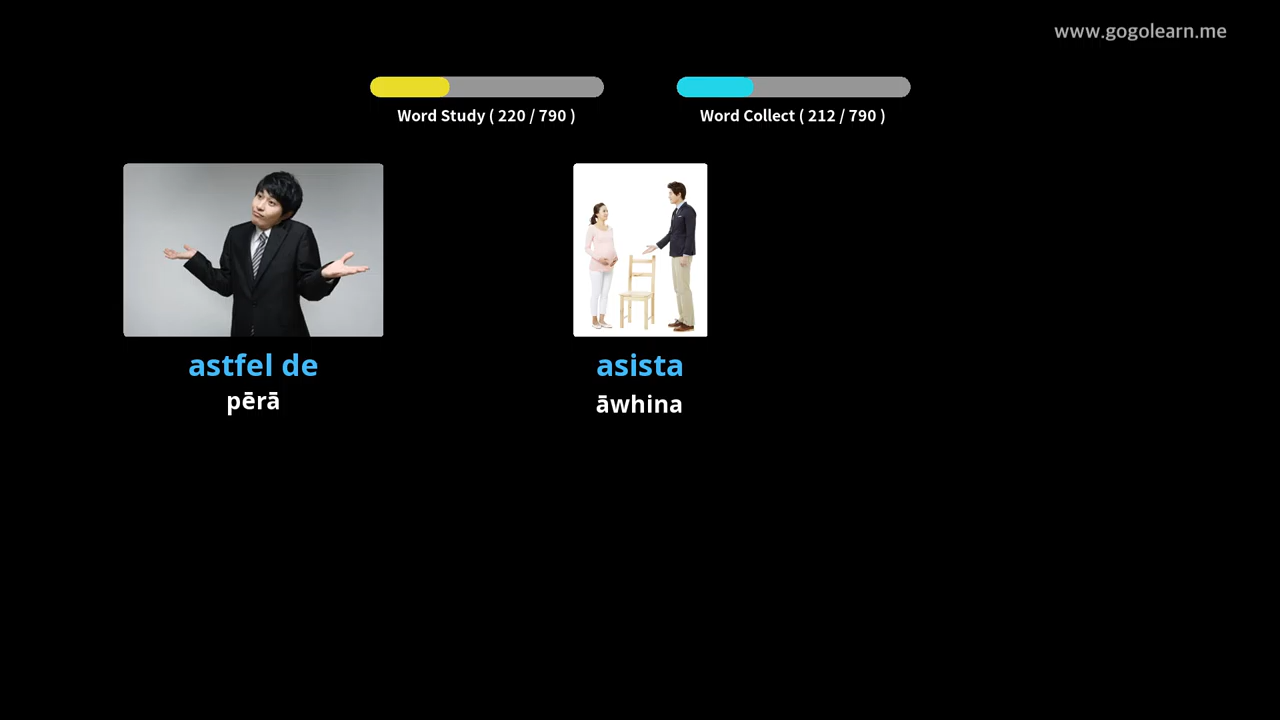 www.gogolearn.me
Word Study ( 220 / 790 )
Word Collect ( 212 / 790 )
astfel de
pērā
asista
āwhina